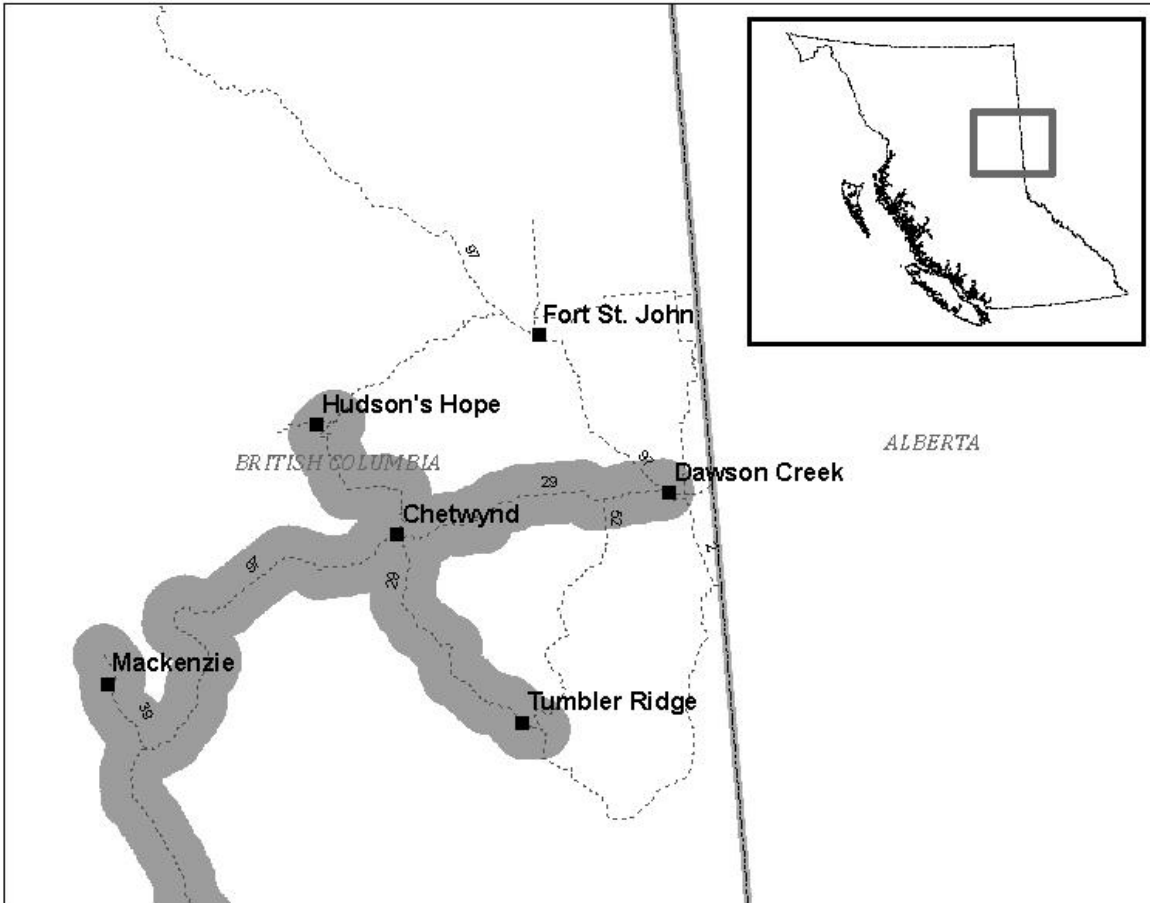 97
Fort St. John
Hudson's Hope
ALBERTA
BRITISH COLUMBIA
97
Dawson Creek
29
52
Chetwynd
2
97
29
Mackenzie
39
Tumbler Ridge